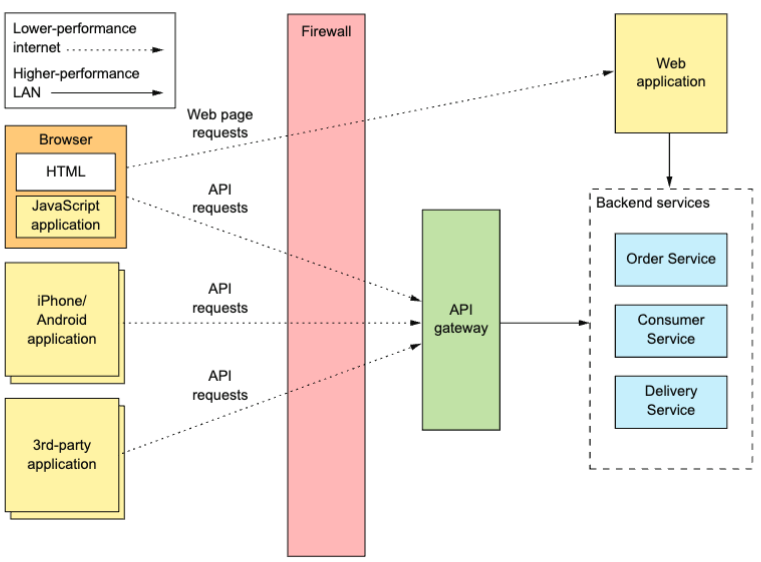 Lower-performance
internet
Higher-performance
LAN
Firewall
Web
application
Web page
requests
Browser
HTML
JavaScript
application
API
requests
Backend services
Order Service
Consumer
Service
Delivery
Service
iPhone/
Android
application
API
requests
API
gateway
API
requests
3rd-party
application